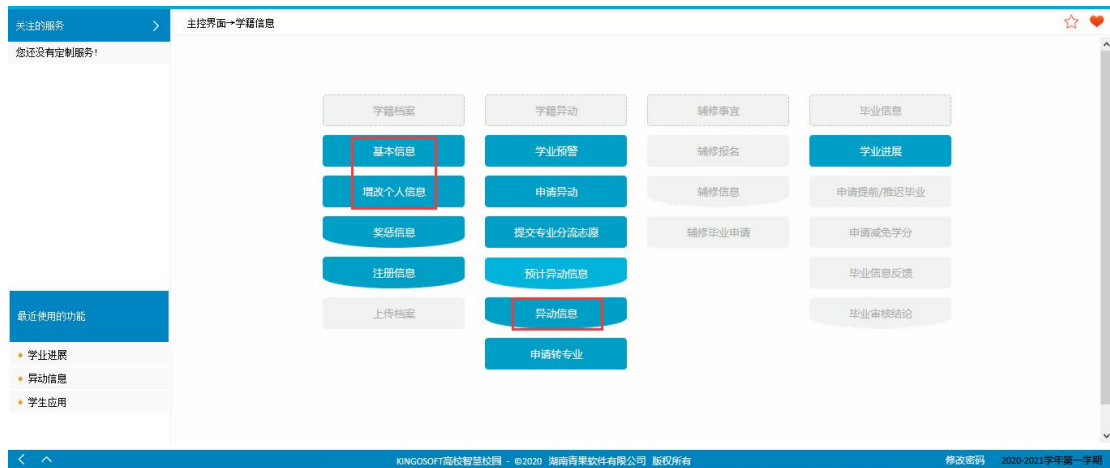 关注的服务 >
主控界面→学籍信息
您还没有定制服务!
学籍档案 学籍异动 辅修事宜 毕业信息
基本信息 学业预警 辅修报名 学业进展
增改个人信息 申请异动 辅修信息 申请提前/推迟毕业
奖惩信息 提交专业分流志愿 辅修毕业申请 申请减免学分
注册信息 预计异动信息 毕业信息反馈
上传档案 异动信息 毕业审核结论
申请转专业
最近使用的功能
学业进展
异动信息
学生应用
KINGOSOFT高校智慧校园 - ©2020 湖南青果软件有限公司 版权所有 修改密码 2020-2021学年第一学期